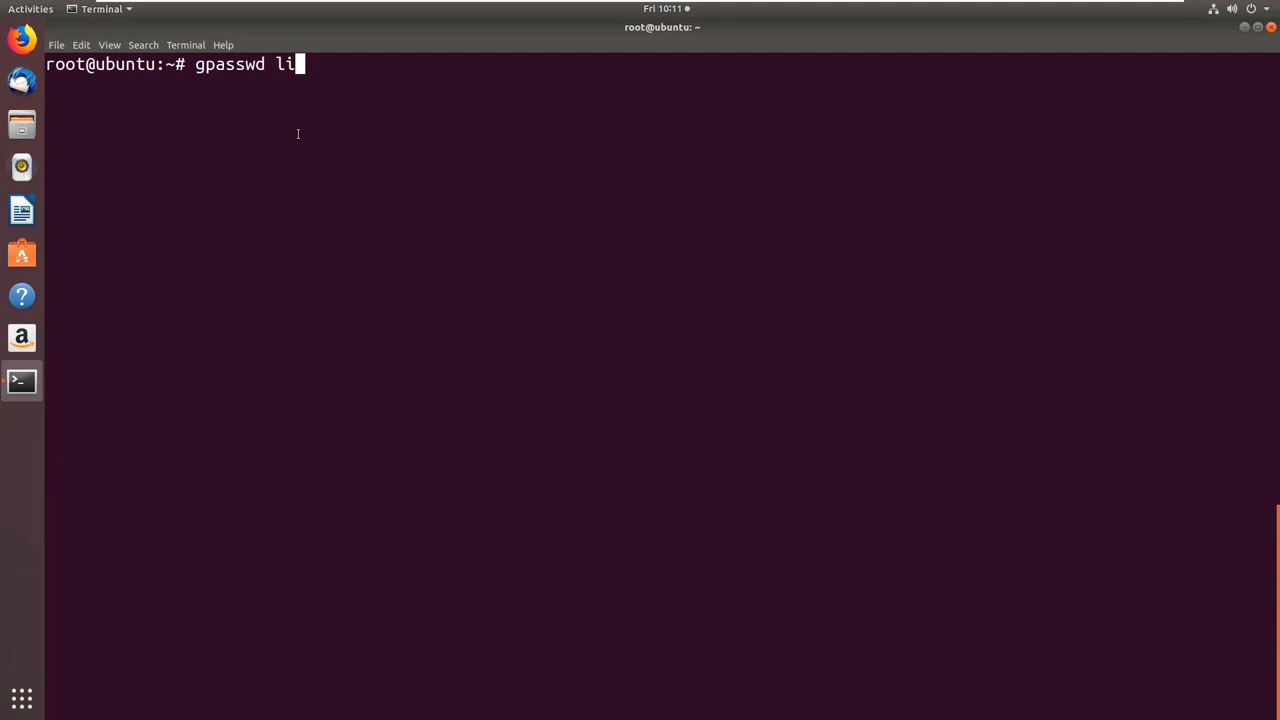 Activities Terminal Fri 10:11
root@ubuntu: ~
File Edit View Search Terminal Help
root@ubuntu:~# gpasswd li